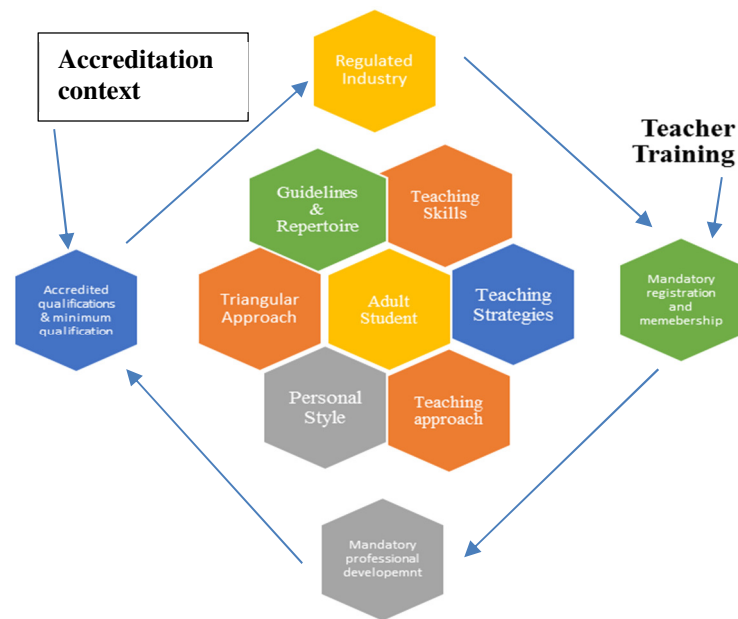 Accreditation
context
Regulated
Industry
Teacher
Training
Guidelines
&
Repertoire
Teaching
Skills
Accredited
qualifications
& minimum
qualification
Triangular
Approach
Adult
Student
Teaching
Strategies
Mandatory
registration
and
memebership
Personal
Style
Teaching
approach
Mandatory
professional
developemnt